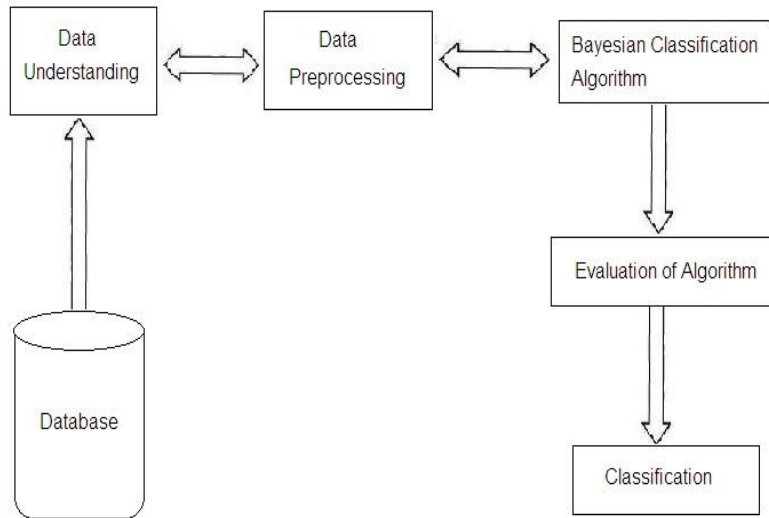 Data
Understanding
Data
Preprocessing
Bayesian Classification
Algorithm
Evaluation of Algorithm
Classification
Database